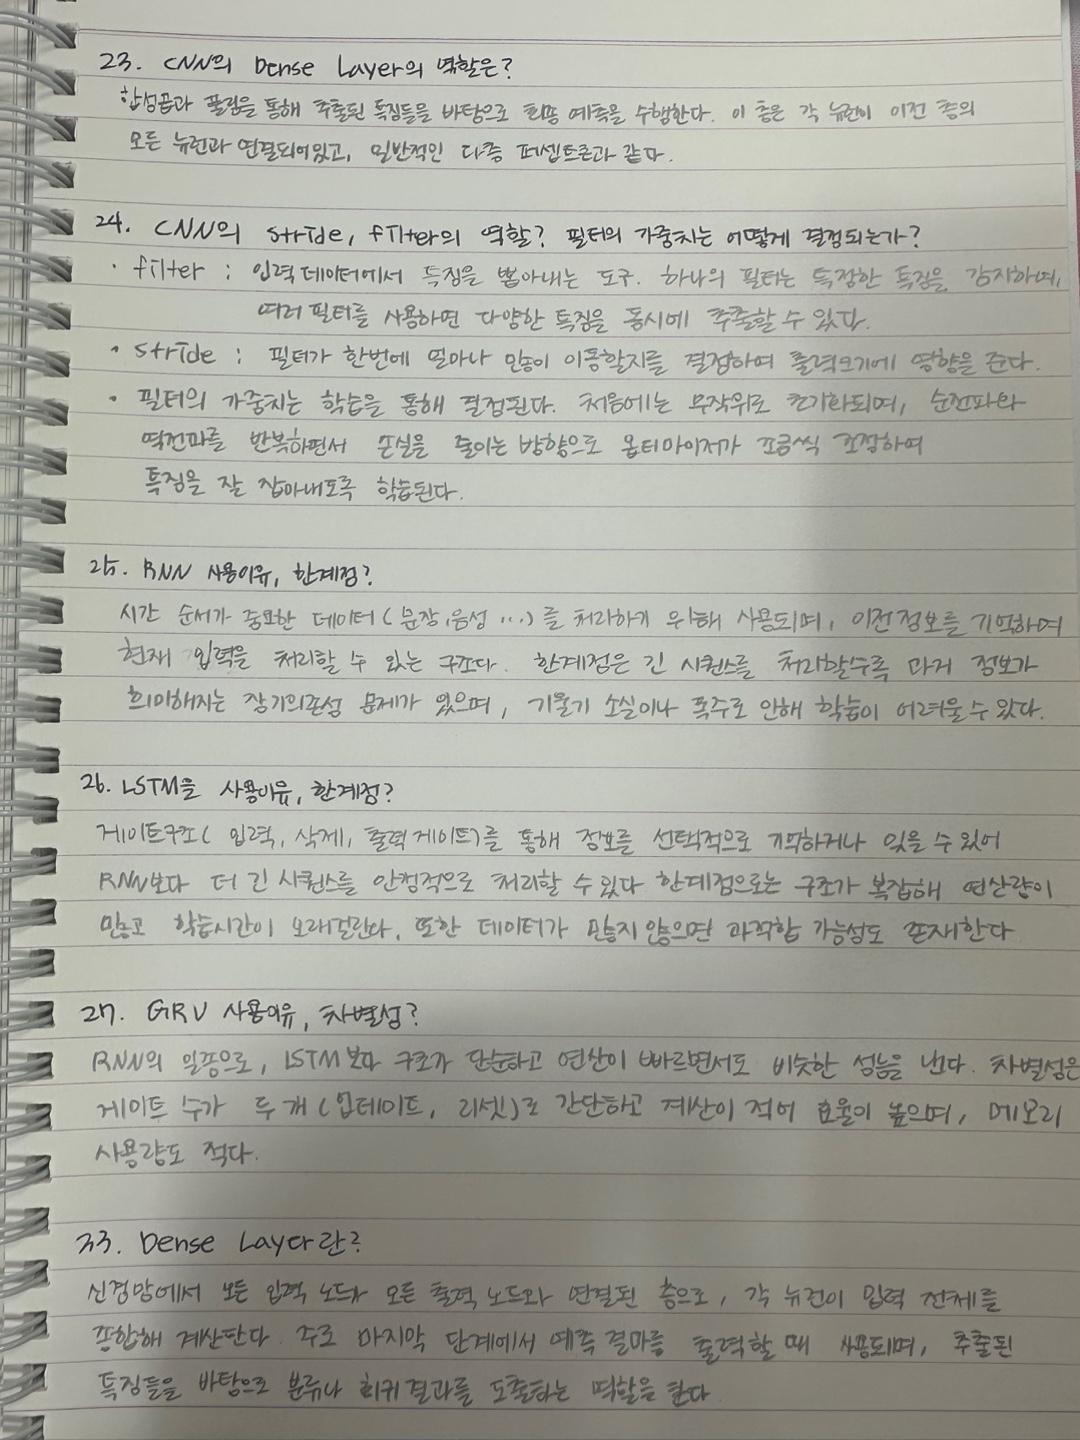 23. CNN의 Dense Layer의 역할은?
합성곱과 풀링을 통해 추출된 특징들을 바탕으로 최종 예측을 수행한다. 이 층은 각 뉴런이 이전 층의
모든 뉴런과 연결되어있고, 일반적인 다층 퍼셉트론과 같다.
24. CNN의 stride, filter의 역할? 필터의 가중치는 어떻게 결정되는가?
· filter : 입력 데이터에서 특징을 뽑아내는 도구. 하나의 필터는 특정한 특징을 감지하며,
여러 필터를 사용하면 다양한 특징을 동시에 추출할 수 있다.
· stride : 필터가 한번에 얼마나 많이 이동할지를 결정하며 출력크기에 영향을 준다.
· 필터의 가중치는 학습을 통해 결정된다. 처음에는 무작위로 초기화되며, 순전파와
역전파를 반복하면서 손실을 줄이는 방향으로 옵티마이저가 조금씩 조정하여
특징을 잘 잡아내도록 학습된다.
25. RNN 사용이유, 한계점?
시간 순서가 중요한 데이터 (문장, 음성 ...)를 처리하기 위해 사용되며, 이전 정보를 기억하여
현재 입력을 처리할 수 있는 구조다. 한계점은 긴 시퀀스를 처리할수록 과거 정보가
희미해지는 장기의존성 문제가 있으며, 기울기 소실이나 폭주로 인해 학습이 어려울 수 있다.
26. LSTM을 사용이유, 한계점?
게이트구조( 입력, 삭제, 출력 게이트)를 통해 정보를 선택적으로 기억하거나 잊을 수 있어
RNN보다 더 긴 시퀀스를 안정적으로 처리할 수 있다 한계점으로는 구조가 복잡해 연산량이
많고 학습시간이 오래걸린다. 또한 데이터가 많지 않으면 과적합 가능성도 존재한다
27. GRU 사용이유, 차별성?
RNN의 일종으로, LSTM 보다 구조가 단순하고 연산이 빠르면서도 비슷한 성능을 낸다. 차별성은
게이트 수가 두 개 (업데이트, 리셋)로 간단하고 계산이 적어 효율이 높으며, 메모리
사용량도 적다.
33. Dense Layer란?
신경망에서 모든 입력 노드가 모든 출력 노드와 연결된 층으로, 각 뉴런이 입력 전체를
종합해 계산한다. 주로 마지막 단계에서 예측 결과를 출력할 때 사용되며, 추출된
특징들을 바탕으로 분류나 회귀 결과를 도출하는 역할을 한다.